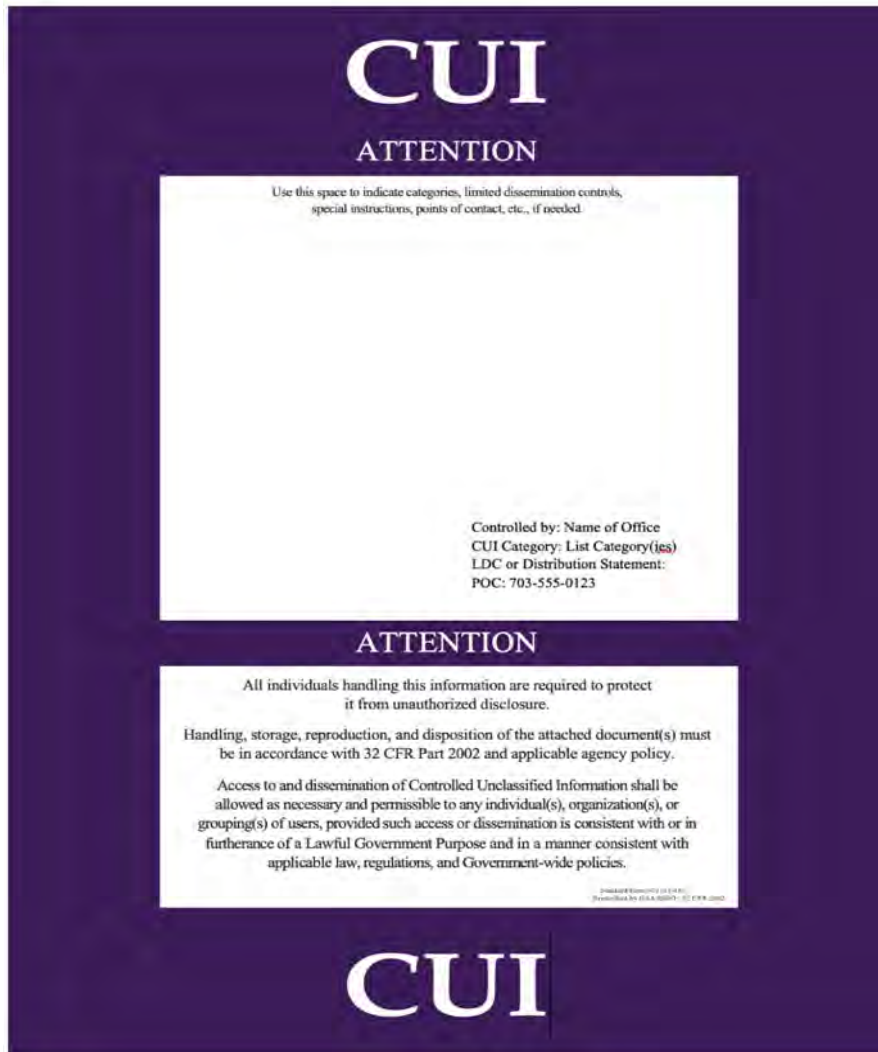 CUI
ATTENTION
Use this space to indicate categories, limited dissemination controls,
special instructions, points of contact, etc., if needed.
Controlled by: Name of Office
CUI Category: List Category(ies)
LDC or Distribution Statement:
POC: 703-555-0123
ATTENTION
All individuals handling this information are required to protect
it from unauthorized disclosure.
Handling, storage, reproduction, and disposition of the attached document(s) must
be in accordance with 32 CFR Part 2002 and applicable agency policy.
Access to and dissemination of Controlled Unclassified Information shall be
allowed as necessary and permissible to any individual(s), organization(s), or
grouping(s) of users, provided such access or dissemination is consistent with or in
furtherance of a Lawful Government Purpose and in a manner consistent with
applicable law, regulations, and Government-wide policies.
32 CFR 2002
CUI